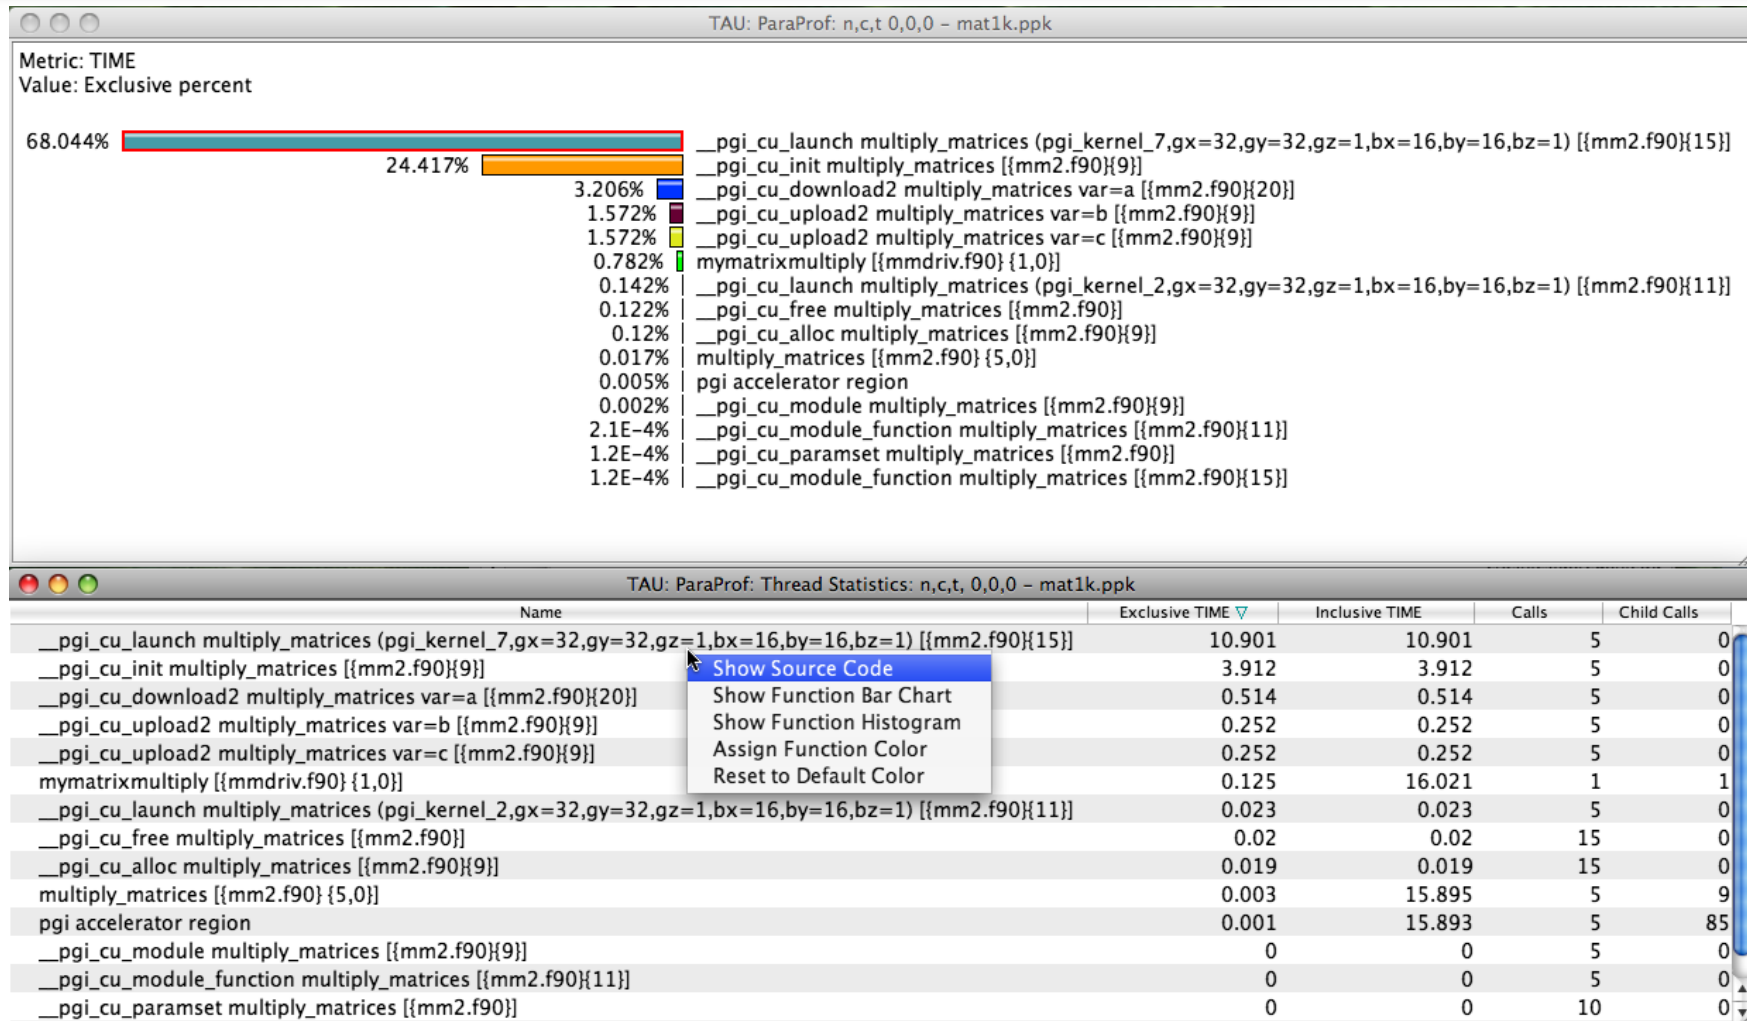 TAU: ParaProf: n,c,t 0,0,0 – mat1k.ppk
Metric: TIME
Value: Exclusive percent
68.044% __pgi_cu_launch multiply_matrices (pgi_kernel_7,gx=32,gy=32,gz=1,bx=16,by=16,bz=1) [{mm2.f90}{15}]
24.417% __pgi_cu_init multiply_matrices [{mm2.f90}{9}]
3.206% __pgi_cu_download2 multiply_matrices var=a [{mm2.f90}{20}]
1.572% __pgi_cu_upload2 multiply_matrices var=b [{mm2.f90}{9}]
1.572% __pgi_cu_upload2 multiply_matrices var=c [{mm2.f90}{9}]
0.782% mymatrixmultiply [{mmdriv.f90} {1,0}]
0.142% __pgi_cu_launch multiply_matrices (pgi_kernel_2,gx=32,gy=32,gz=1,bx=16,by=16,bz=1) [{mm2.f90}{11}]
0.122% __pgi_cu_free multiply_matrices [{mm2.f90}]
0.12% __pgi_cu_alloc multiply_matrices [{mm2.f90}{9}]
0.017% multiply_matrices [{mm2.f90} {5,0}]
0.005% pgi accelerator region
0.002% __pgi_cu_module multiply_matrices [{mm2.f90}{9}]
2.1E-4% __pgi_cu_module_function multiply_matrices [{mm2.f90}{11}]
1.2E-4% __pgi_cu_paramset multiply_matrices [{mm2.f90}]
1.2E-4% __pgi_cu_module_function multiply_matrices [{mm2.f90}{15}]
TAU: ParaProf: Thread Statistics: n,c,t, 0,0,0 – mat1k.ppk
Name Exclusive TIME ▽ Inclusive TIME Calls Child Calls
__pgi_cu_launch multiply_matrices (pgi_kernel_7,gx=32,gy=32,gz=1,bx=16,by=16,bz=1) [{mm2.f90}{15}] 10.901 10.901 5 0
__pgi_cu_init multiply_matrices [{mm2.f90}{9}] 3.912 3.912 5 0
__pgi_cu_download2 multiply_matrices var=a [{mm2.f90}{20}] 0.514 0.514 5 0
__pgi_cu_upload2 multiply_matrices var=b [{mm2.f90}{9}] 0.252 0.252 5 0
__pgi_cu_upload2 multiply_matrices var=c [{mm2.f90}{9}] 0.252 0.252 5 0
mymatrixmultiply [{mmdriv.f90} {1,0}] 0.125 16.021 1 1
__pgi_cu_launch multiply_matrices (pgi_kernel_2,gx=32,gy=32,gz=1,bx=16,by=16,bz=1) [{mm2.f90}{11}] 0.023 0.023 5 0
__pgi_cu_free multiply_matrices [{mm2.f90}] 0.02 0.02 15 0
__pgi_cu_alloc multiply_matrices [{mm2.f90}{9}] 0.019 0.019 15 0
multiply_matrices [{mm2.f90} {5,0}] 0.003 15.895 5 9
pgi accelerator region 0.001 15.893 5 85
__pgi_cu_module multiply_matrices [{mm2.f90}{9}] 0 0 5 0
__pgi_cu_module_function multiply_matrices [{mm2.f90}{11}] 0 0 5 0
__pgi_cu_paramset multiply_matrices [{mm2.f90}] 0 0 10 0
Show Source Code
Show Function Bar Chart
Show Function Histogram
Assign Function Color
Reset to Default Color